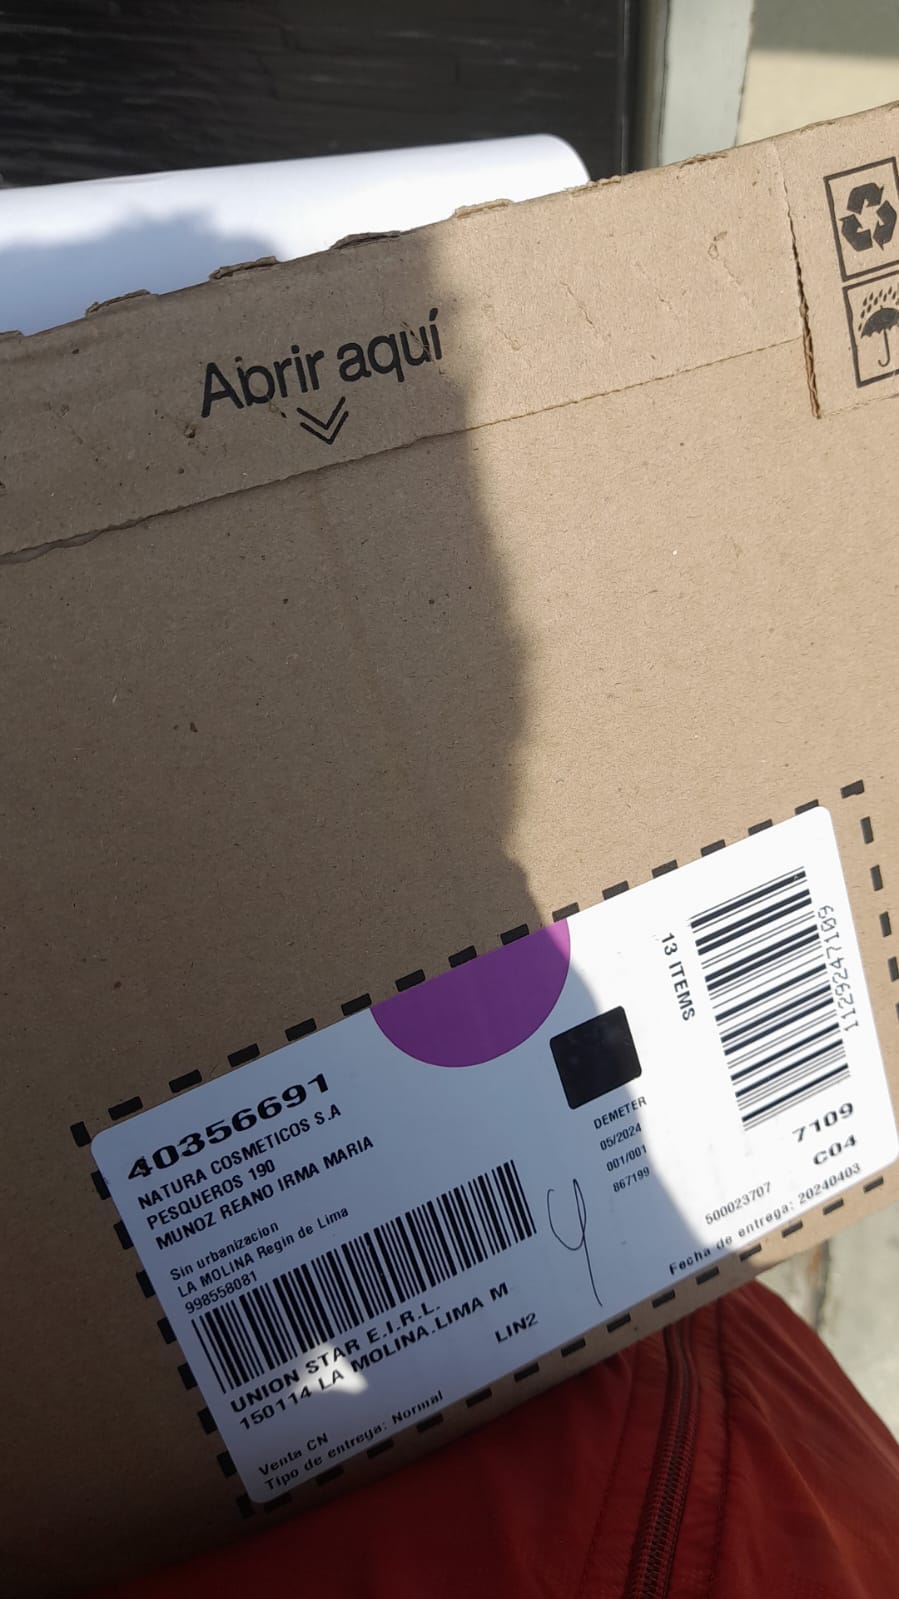 Abrir aquí
40356691
NATURA COSMETICOS S.A
PESQUEROS 190
MUNOZ REANO IRMA MARIA
Sin urbanizacion
LA MOLINA Regin de Lima
998558081
UNION STAR E.I.R.L.
150114 LA MOLINA.LIMA M
LIN2
Venta CN
Tipo de entrega: Normal
DEMETER
05/2024
001/001
867199
13 ITEMS
1129247109
7109
C04
500023707
Fecha de entrega: 20240403